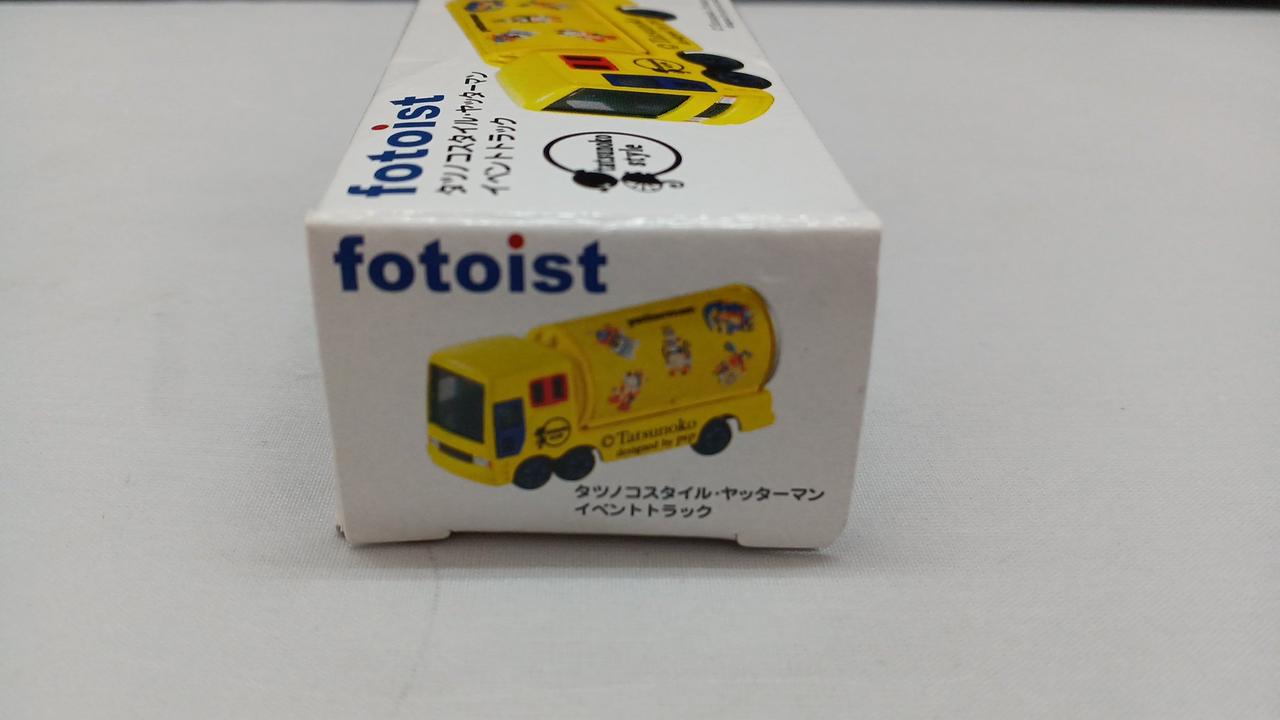 fotoist
タツノコスタイル・ヤッターマン
イベントトラック
tatsunoko
style
fotoist
©Tatsunoko
designed by pxp
タツノコスタイル・ヤッターマン
イベントトラック